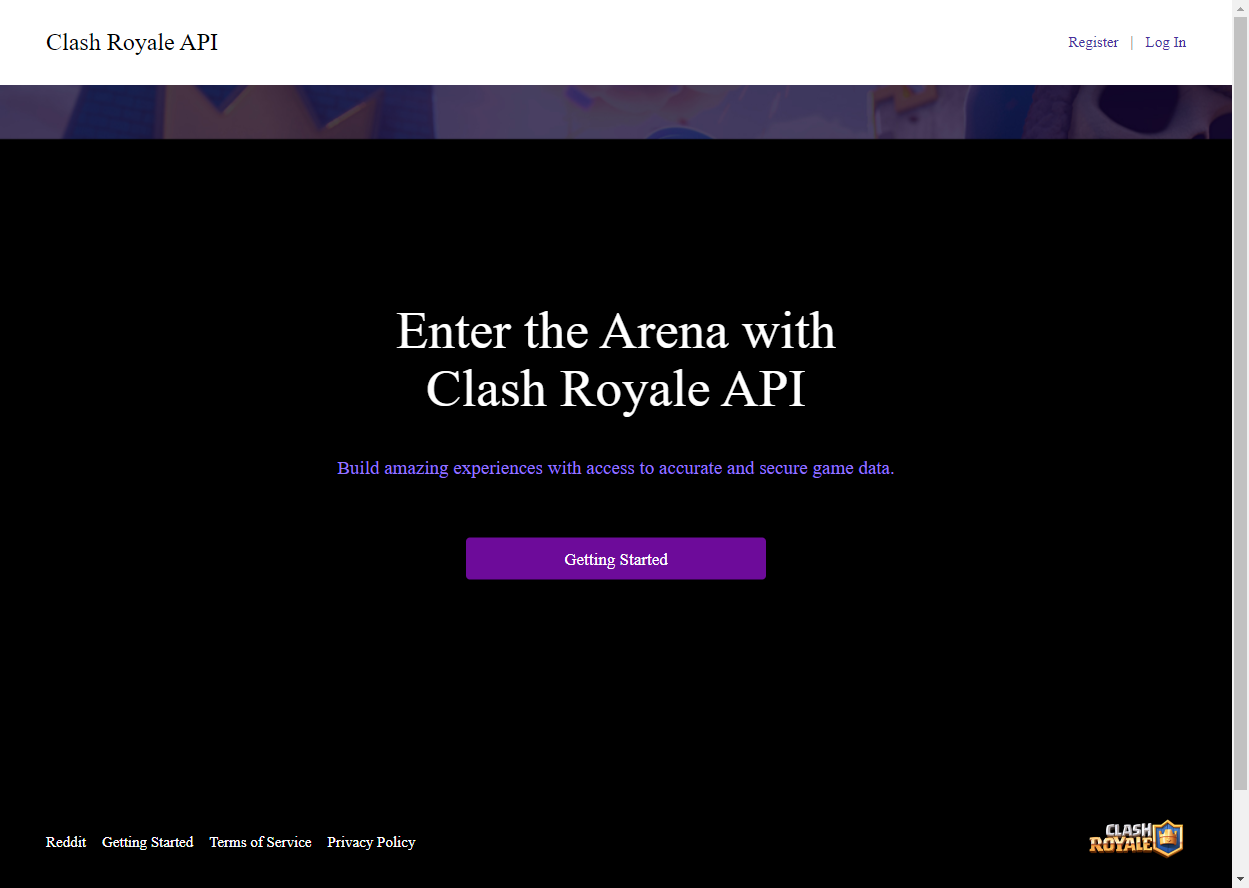 Clash Royale API
Register | Log In
Enter the Arena with
Clash Royale API
Build amazing experiences with access to accurate and secure game data.
Getting Started
Reddit Getting Started Terms of Service Privacy Policy
CLASH
ROYALE